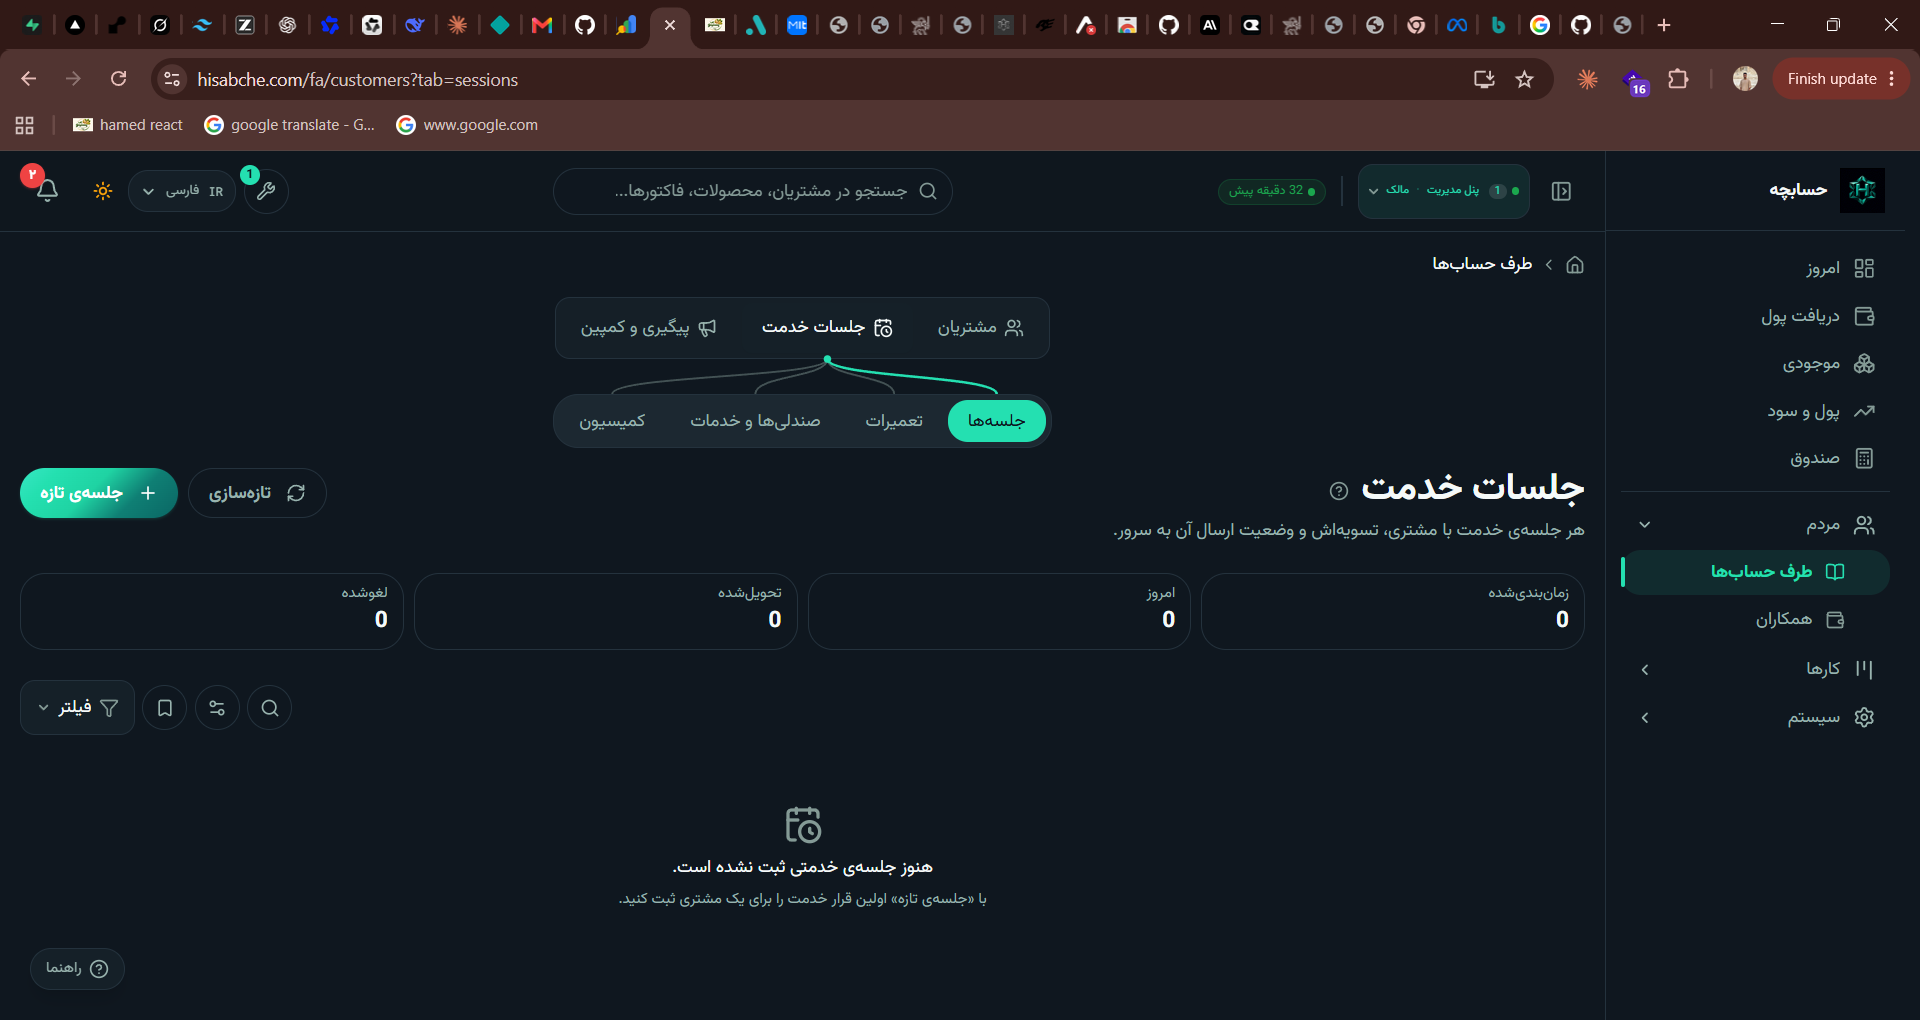 hisabche.com/fa/customers?tab=sessions
Finish update
16
hamed react
google translate - G...
www.google.com
حسابچه
پنل مدیریت · مالک
1
32 دقیقه پیش
جستجو در مشتریان، محصولات، فاکتورها...
1
IR فارسی
۲
امروز
دریافت پول
موجودی
پول و سود
صندوق
مردم
طرف حساب‌ها
همکاران
کارها
سیستم
طرف حساب‌ها
مشتریان
جلسات خدمت
پیگیری و کمپین
جلسه‌ها
تعمیرات
صندلی‌ها و خدمات
کمیسیون
جلسات خدمت
هر جلسه‌ی خدمت با مشتری، تسویه‌اش و وضعیت ارسال آن به سرور.
تازه‌سازی
جلسه‌ی تازه
زمان‌بندی‌شده
0
امروز
0
تحویل‌شده
0
لغوشده
0
فیلتر
هنوز جلسه‌ی خدمتی ثبت نشده است.
با «جلسه‌ی تازه» اولین قرار خدمت را برای یک مشتری ثبت کنید.
راهنما